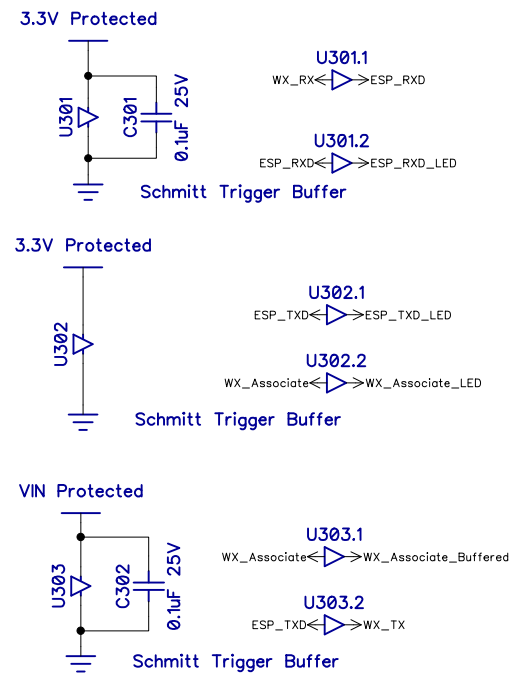 3.3V Protected
U301
C301
0.1uF 25V
U301.1
WX_RX ESP_RXD
U301.2
ESP_RXD ESP_RXD_LED
Schmitt Trigger Buffer
3.3V Protected
U302
U302.1
ESP_TXD ESP_TXD_LED
U302.2
WX_Associate WX_Associate_LED
Schmitt Trigger Buffer
VIN Protected
U303
C302
0.1uF 25V
U303.1
WX_Associate WX_Associate_Buffered
U303.2
ESP_TXD WX_TX
Schmitt Trigger Buffer